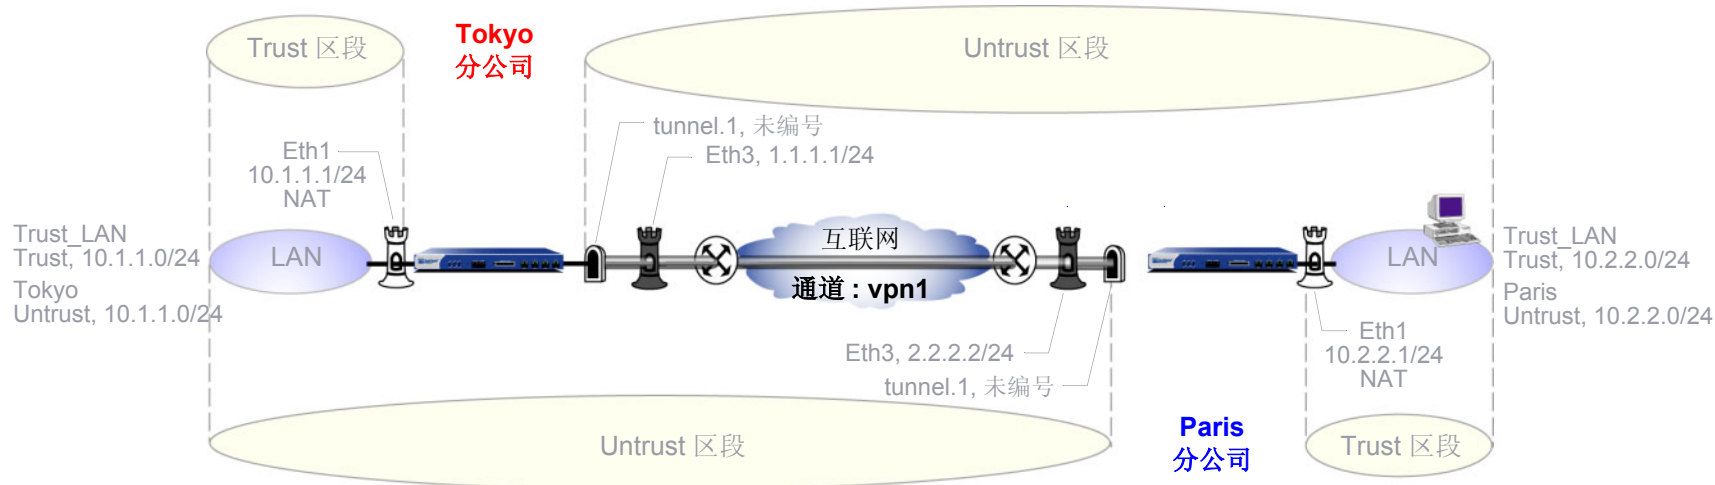 Trust 区段
Tokyo
分公司
Untrust 区段
tunnel.1, 未编号
Eth3, 1.1.1.1/24
Eth1
10.1.1.1/24
NAT
Trust_LAN
Trust, 10.1.1.0/24
Tokyo
Untrust, 10.1.1.0/24
LAN
互联网
通道 : vpn1
LAN
Trust_LAN
Trust, 10.2.2.0/24
Paris
Untrust, 10.2.2.0/24
Eth3, 2.2.2.2/24
tunnel.1, 未编号
Eth1
10.2.2.1/24
NAT
Untrust 区段
Paris
分公司
Trust 区段